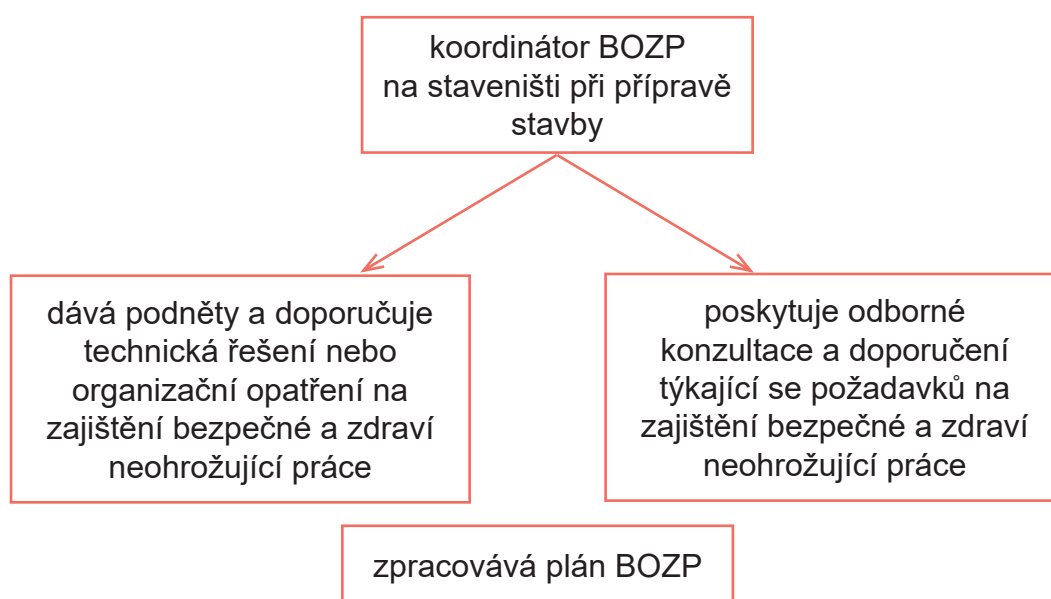 koordinátor BOZP
na staveništi při přípravě
stavby
dává podněty a doporučuje
technická řešení nebo
organizační opatření na
zajištění bezpečné a zdraví
neohrožující práce
poskytuje odborné
konzultace a doporučení
týkající se požadavků na
zajištění bezpečné a zdraví
neohrožující práce
zpracovává plán BOZP